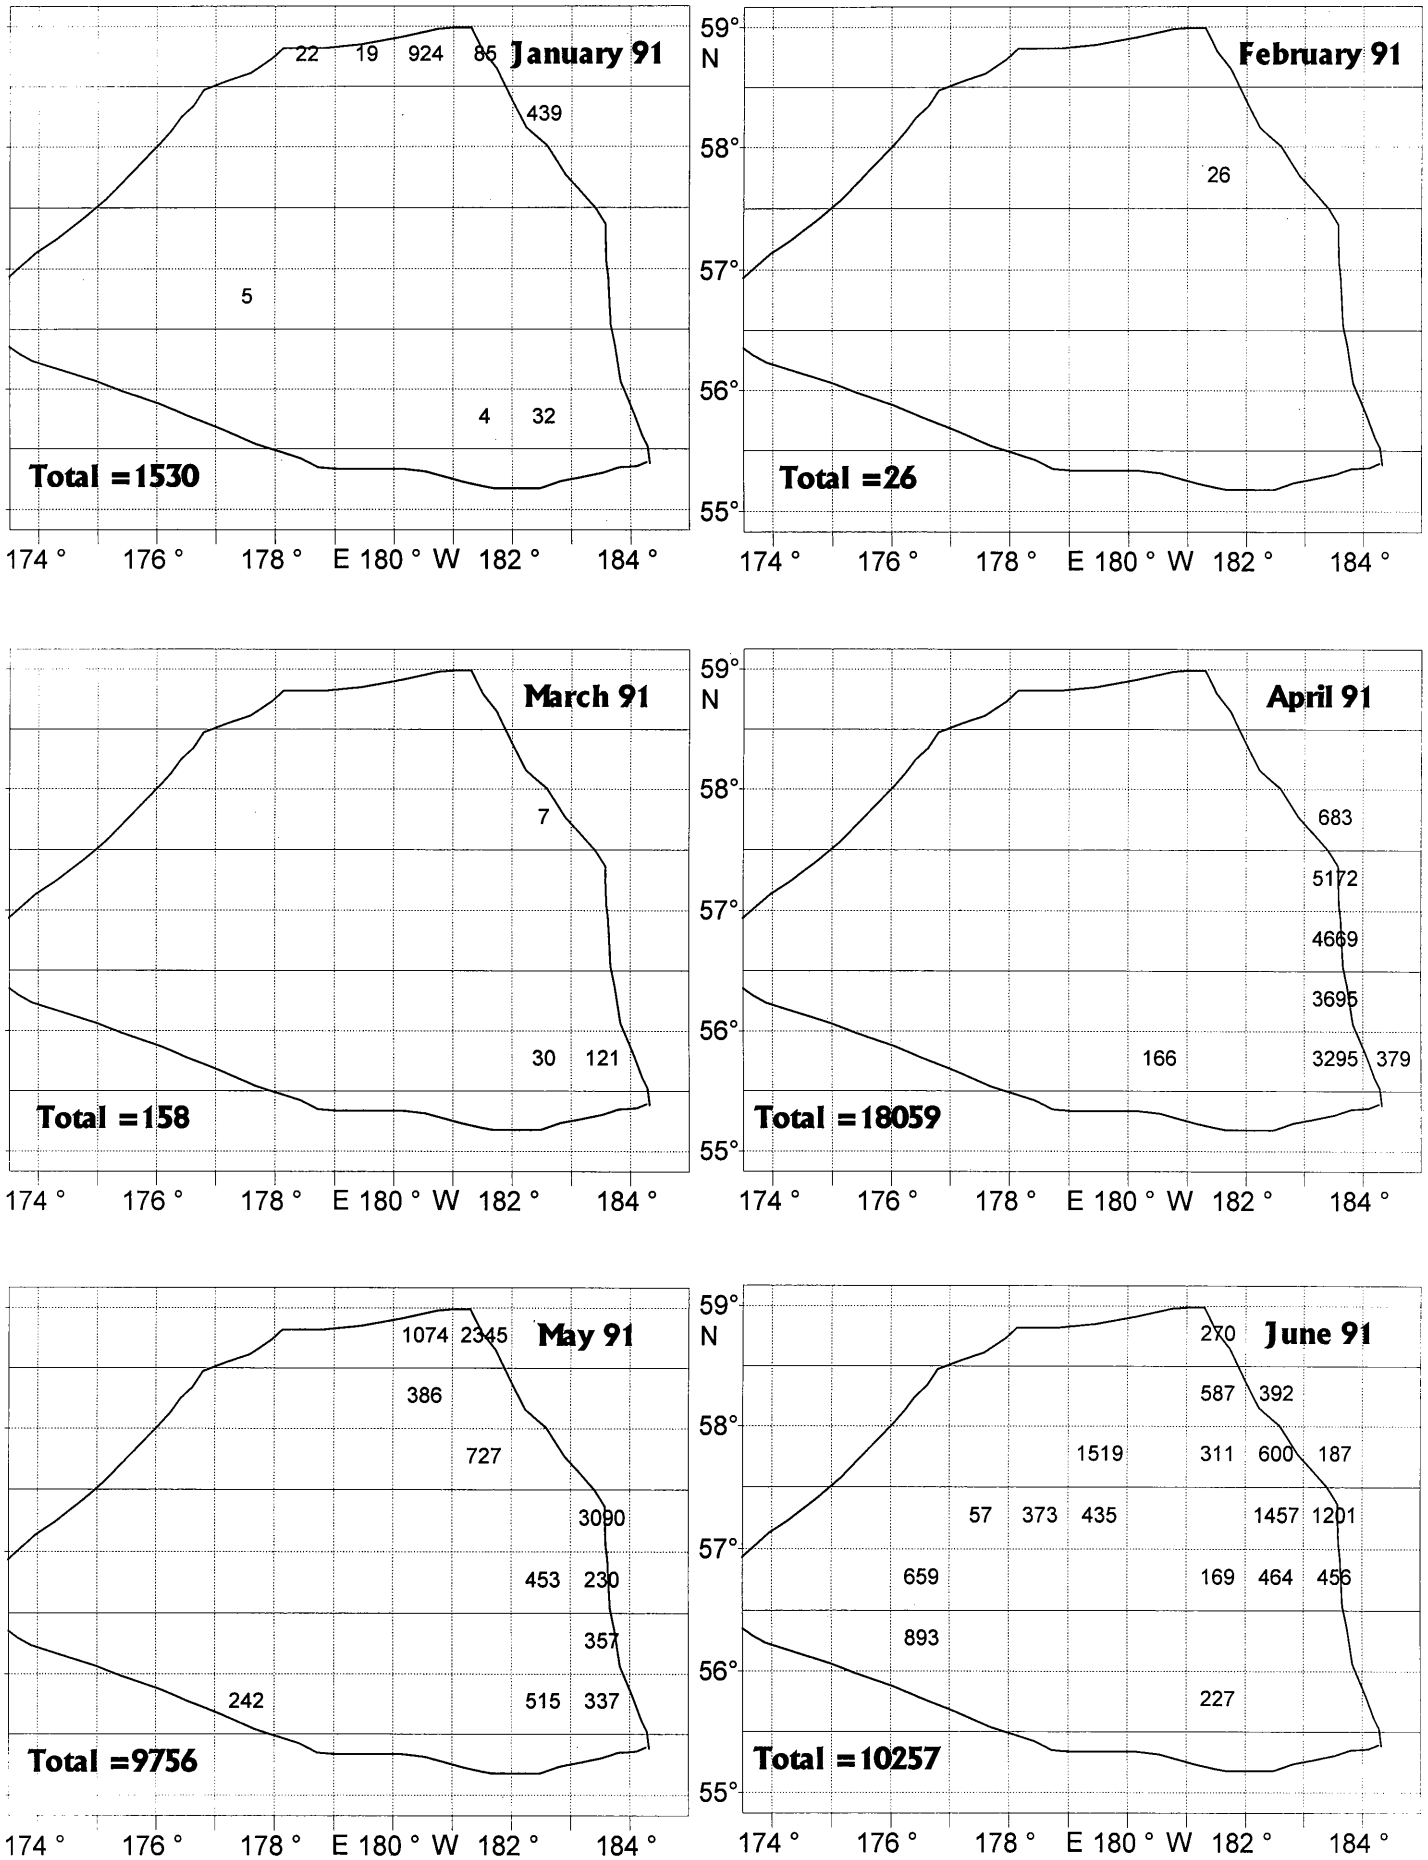 January 91
22 19 924 85
439
5
4 32
Total =1530
174 ° 176 ° 178 ° E 180 ° W 182 ° 184 °
February 91
59°
N
58°
26
57°
56°
55°
Total =26
174 ° 176 ° 178 ° E 180 ° W 182 ° 184 °
March 91
7
30 121
Total =158
174 ° 176 ° 178 ° E 180 ° W 182 ° 184 °
April 91
59°
N
58°
683
5172
57°
4669
3695
56°
166 3295 379
55°
Total =18059
174 ° 176 ° 178 ° E 180 ° W 182 ° 184 °
May 91
1074 2345
386
727
3090
453 230
357
242 515 337
Total =9756
174 ° 176 ° 178 ° E 180 ° W 182 ° 184 °
June 91
59°
N
270
587 392
58°
1519 311 600 187
57 373 435 1457 1201
57°
659 169 464 456
893
56°
227
55°
Total =10257
174 ° 176 ° 178 ° E 180 ° W 182 ° 184 °